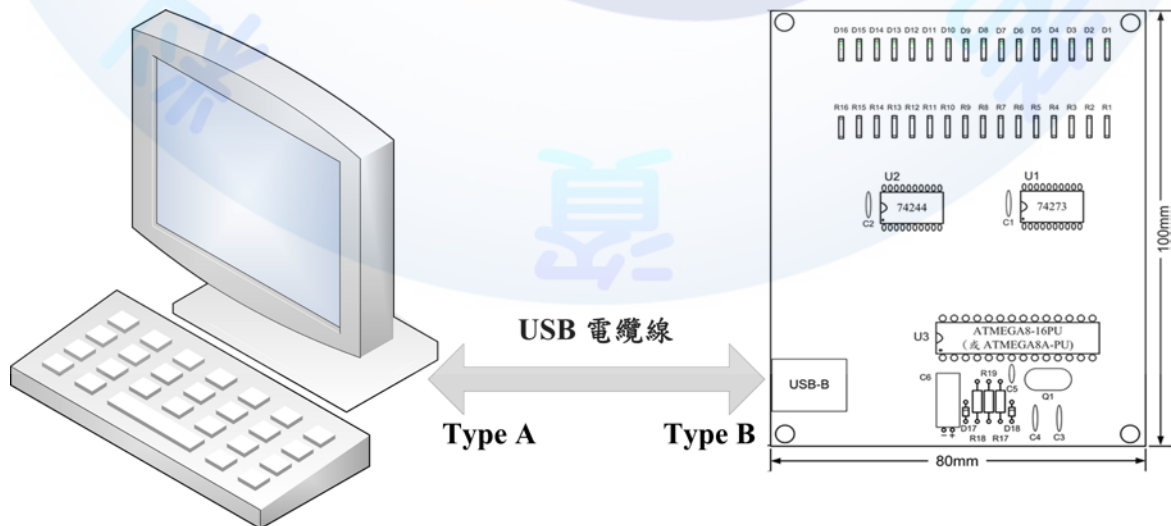 D16 D15 D14 D13 D12 D11 D10 D9 D8 D7 D6 D5 D4 D3 D2 D1
R16 R15 R14 R13 R12 R11 R10 R9 R8 R7 R6 R5 R4 R3 R2 R1
U2 U1
74244 74273
C2 C1
100mm
USB 電纜線
ATMEGA8-16PU
U3
(或 ATMEGA8A-PU)
USB-B
C6 R19 C5 Q1
Type A Type B
D17 D18
R18 R17 C4 C3
− +
80mm